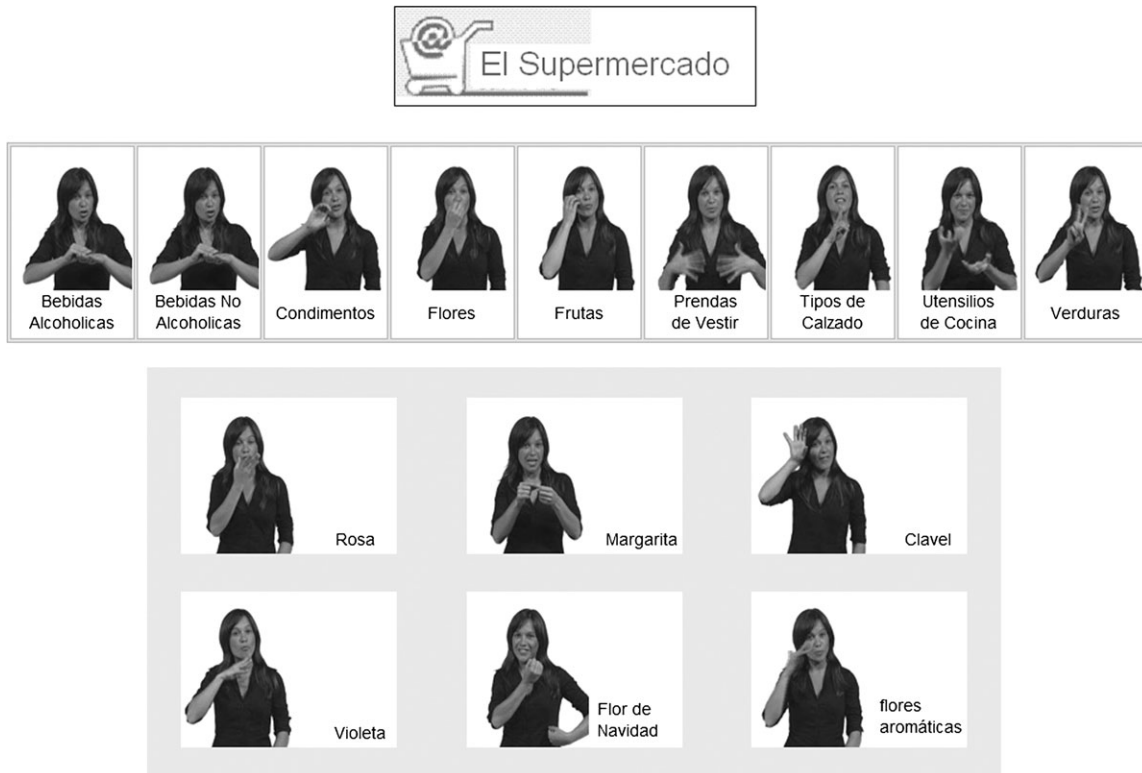 @
El Supermercado
Bebidas
Alcoholicas
Bebidas No
Alcoholicas
Condimentos
Flores
Frutas
Prendas
de Vestir
Tipos de
Calzado
Utensilios
de Cocina
Verduras
Rosa
Margarita
Clavel
Violeta
Flor de
Navidad
flores
aromáticas